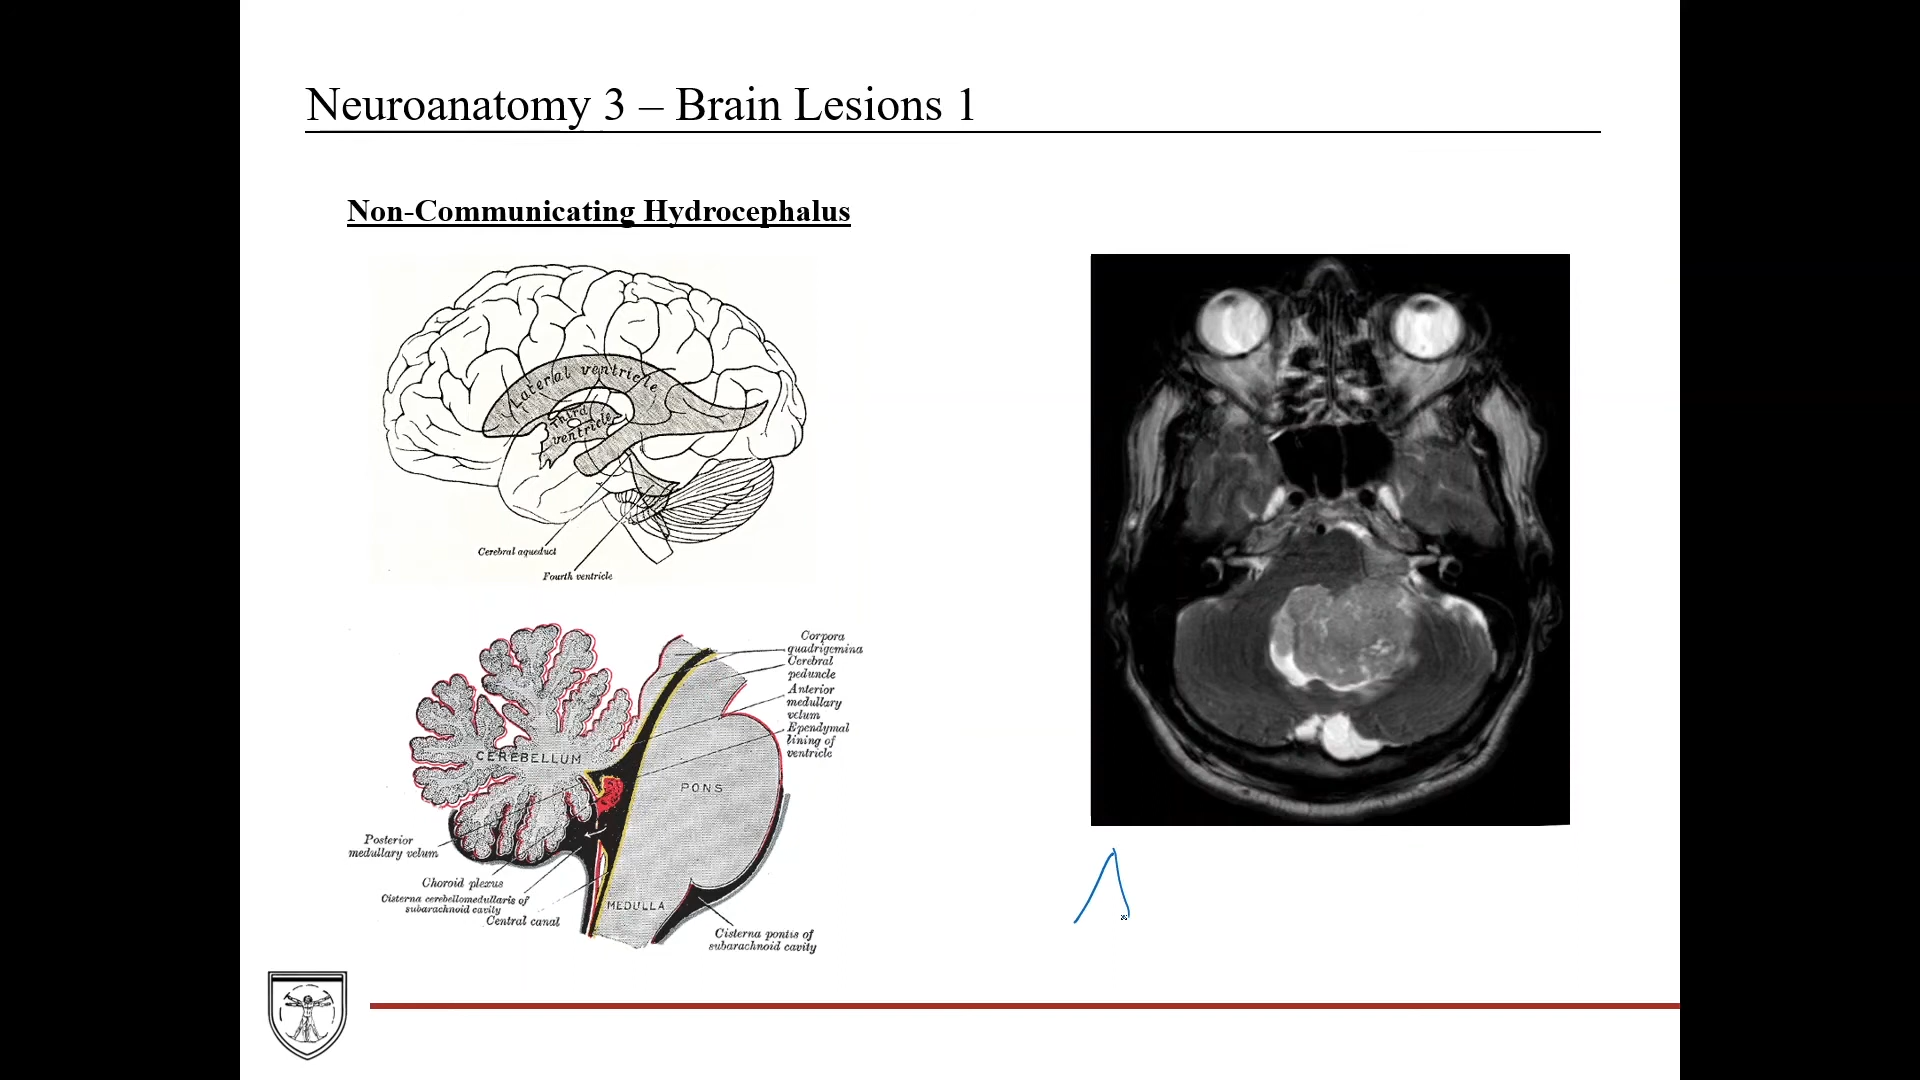 Neuroanatomy 3 – Brain Lesions 1
Non-Communicating Hydrocephalus
Lateral ventricle
Third
ventricle
Cerebral aqueduct
Fourth ventricle
Corpora
quadrigemina
Cerebral
peduncle
Anterior
medullary
velum
Ependymal
lining of
ventricle
CEREBELLUM
PONS
Posterior
medullary velum
Choroid plexus
Cisterna cerebellomedullaris of
subarachnoid cavity
Central canal
MEDULLA
Cisterna pontis of
subarachnoid cavity